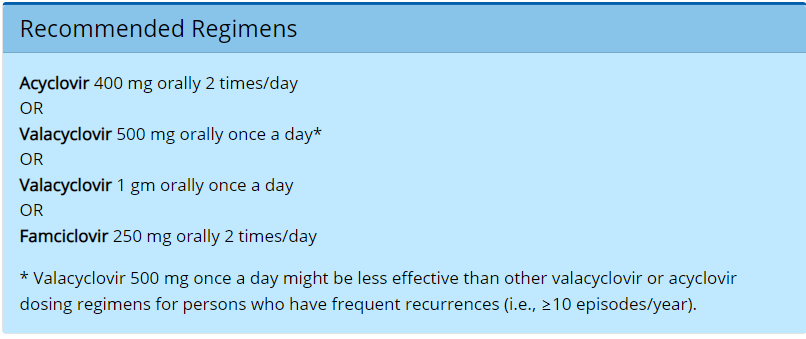 Recommended Regimens
Acyclovir 400 mg orally 2 times/day
OR
Valacyclovir 500 mg orally once a day*
OR
Valacyclovir 1 gm orally once a day
OR
Famciclovir 250 mg orally 2 times/day
* Valacyclovir 500 mg once a day might be less effective than other valacyclovir or acyclovir
dosing regimens for persons who have frequent recurrences (i.e., ≥10 episodes/year).